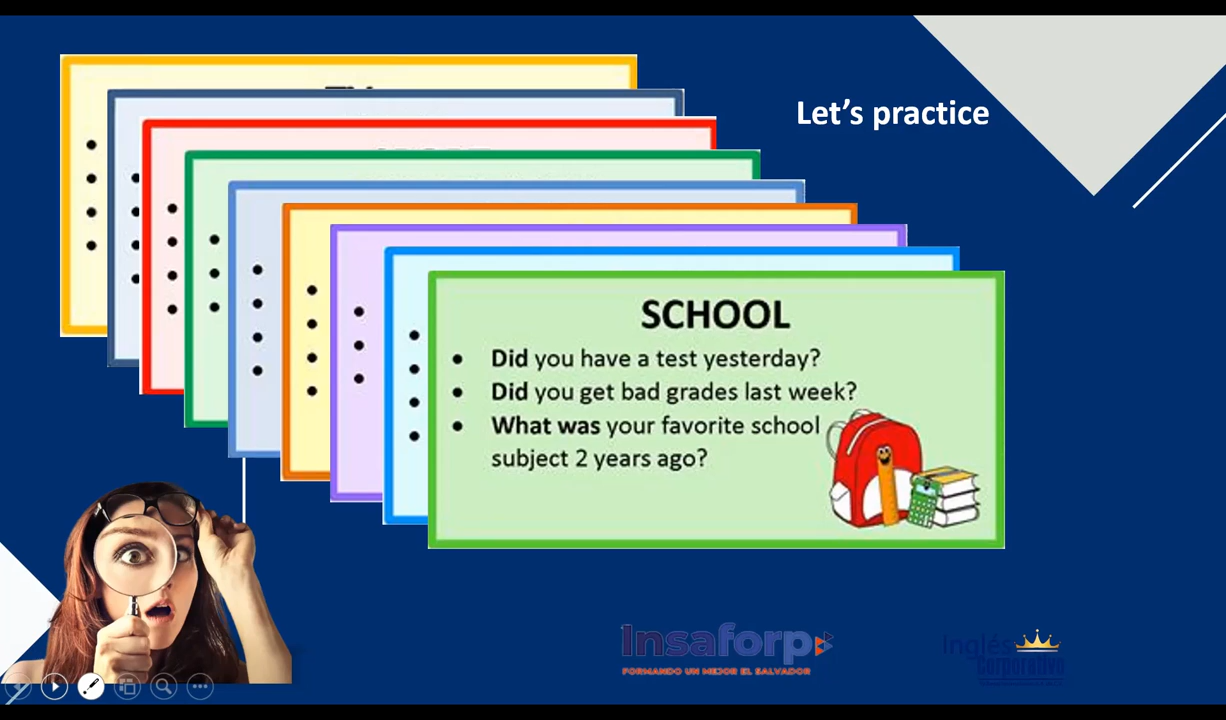 Let's practice
SCHOOL
• Did you have a test yesterday?
• Did you get bad grades last week?
• What was your favorite school
subject 2 years ago?
Insaforp
FORMANDO UN MEJOR EL SALVADOR
Inglés
Corporativo